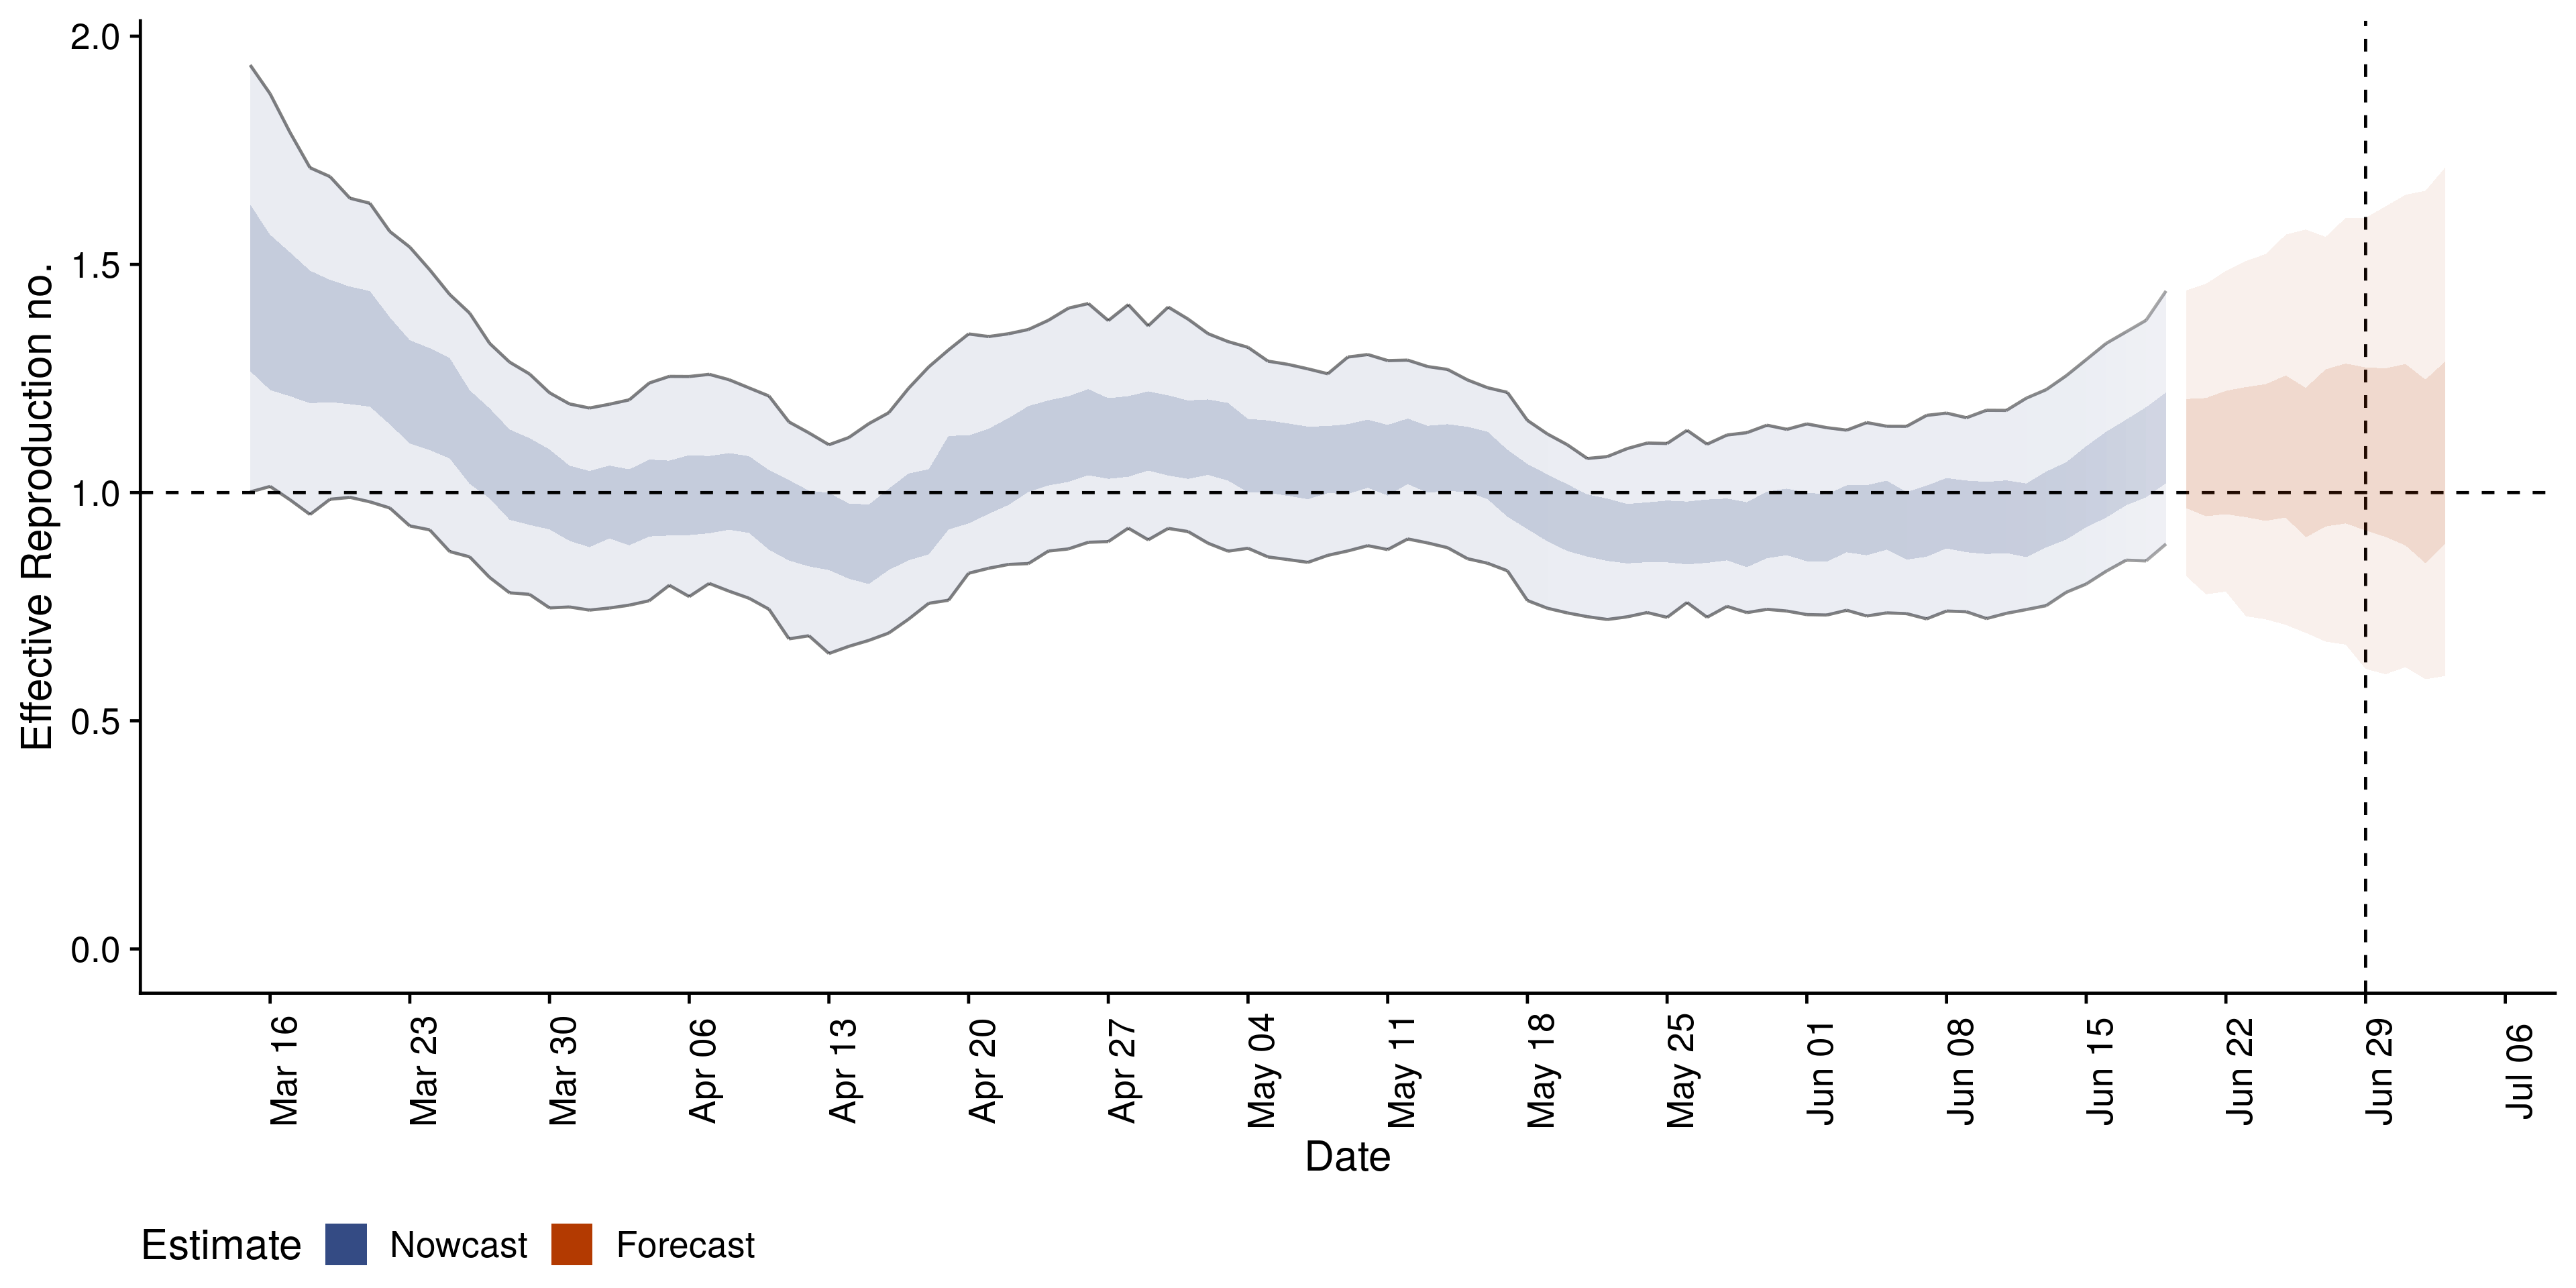 Effective Reproduction no.
2.0
1.5
1.0
0.5
0.0
Mar 16
Mar 23
Mar 30
Apr 06
Apr 13
Apr 20
Apr 27
May 04
May 11
May 18
May 25
Jun 01
Jun 08
Jun 15
Jun 22
Jun 29
Jul 06
Date
Estimate Nowcast Forecast